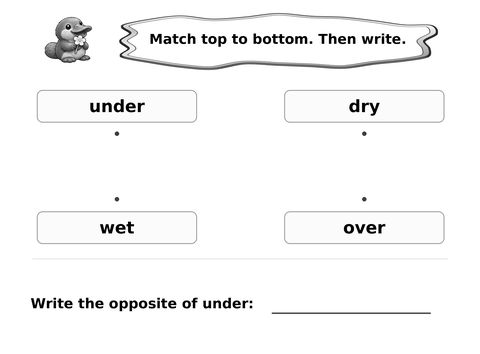 Match top to bottom. Then write.
under
dry
wet
over
Write the opposite of under: